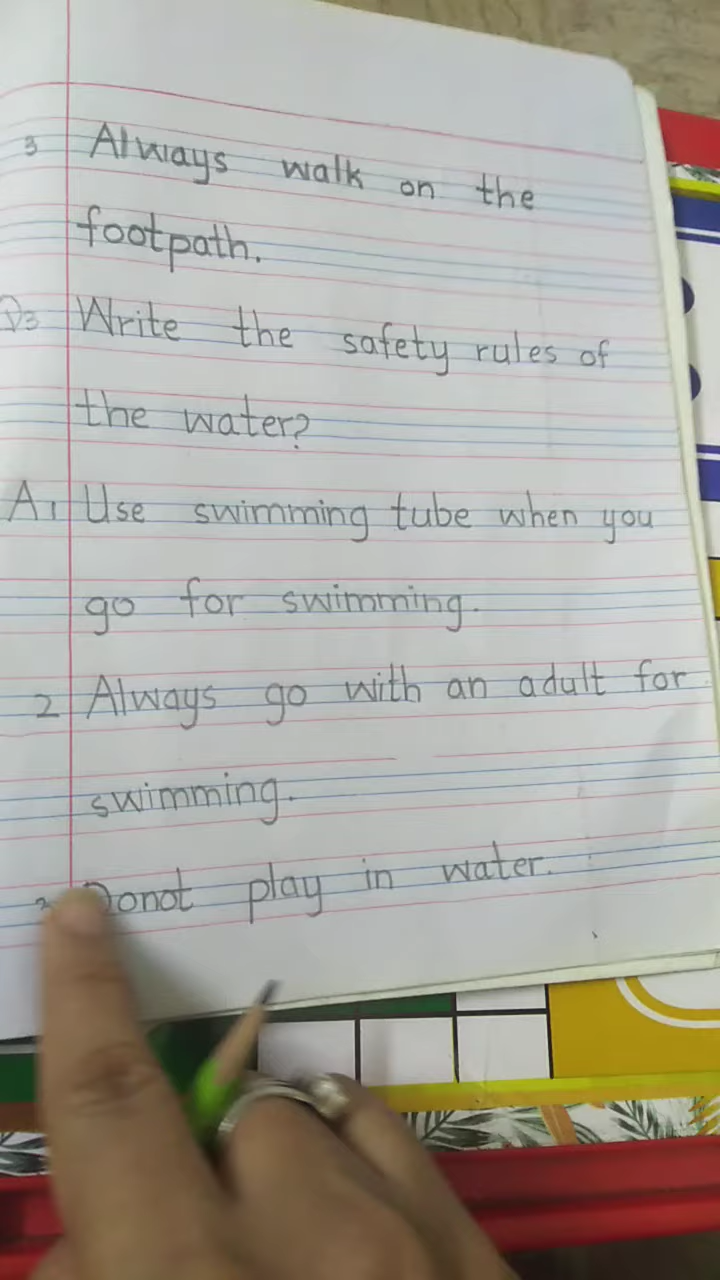 3 Always walk on the
footpath.
Q3 Write the safety rules of
the water?
A1 Use swimming tube when you
go for swimming.
2 Always go with an adult for
swimming.
3 Donot play in water.